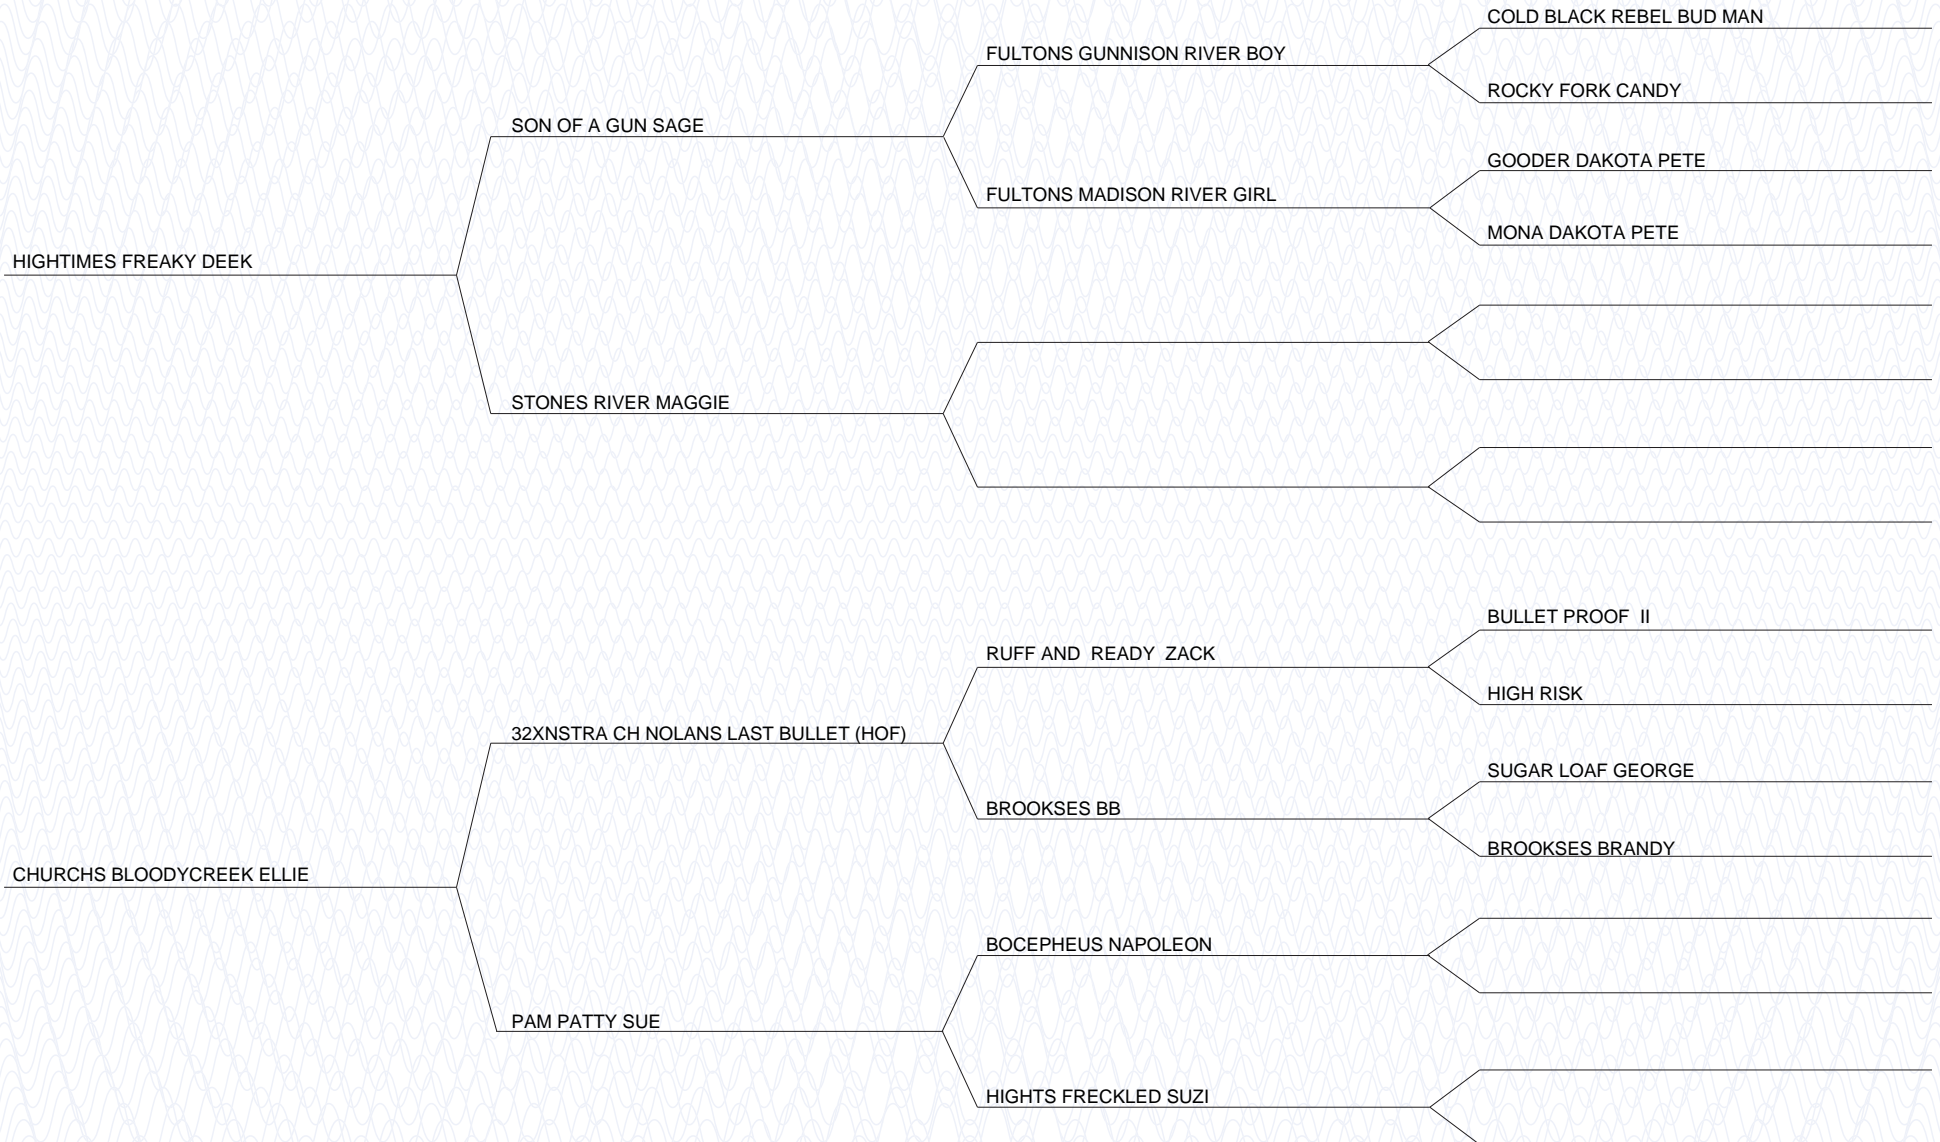 COLD BLACK REBEL BUD MAN
FULTONS GUNNISON RIVER BOY
ROCKY FORK CANDY
SON OF A GUN SAGE
GOODER DAKOTA PETE
FULTONS MADISON RIVER GIRL
MONA DAKOTA PETE
HIGHTIMES FREAKY DEEK
STONES RIVER MAGGIE
BULLET PROOF  II
RUFF AND  READY  ZACK
HIGH RISK
32XNSTRA CH NOLANS LAST BULLET (HOF)
SUGAR LOAF GEORGE
BROOKSES BB
BROOKSES BRANDY
CHURCHS BLOODYCREEK ELLIE
BOCEPHEUS NAPOLEON
PAM PATTY SUE
HIGHTS FRECKLED SUZI